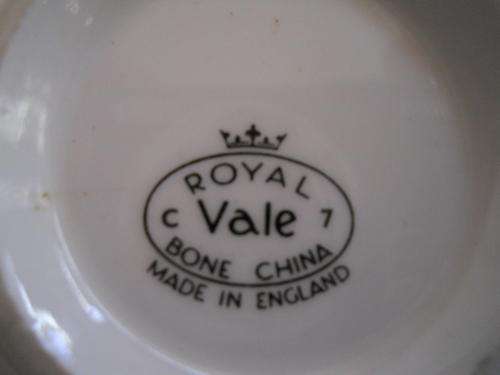 ROYAL
C Vale 7
BONE CHINA
MADE IN ENGLAND